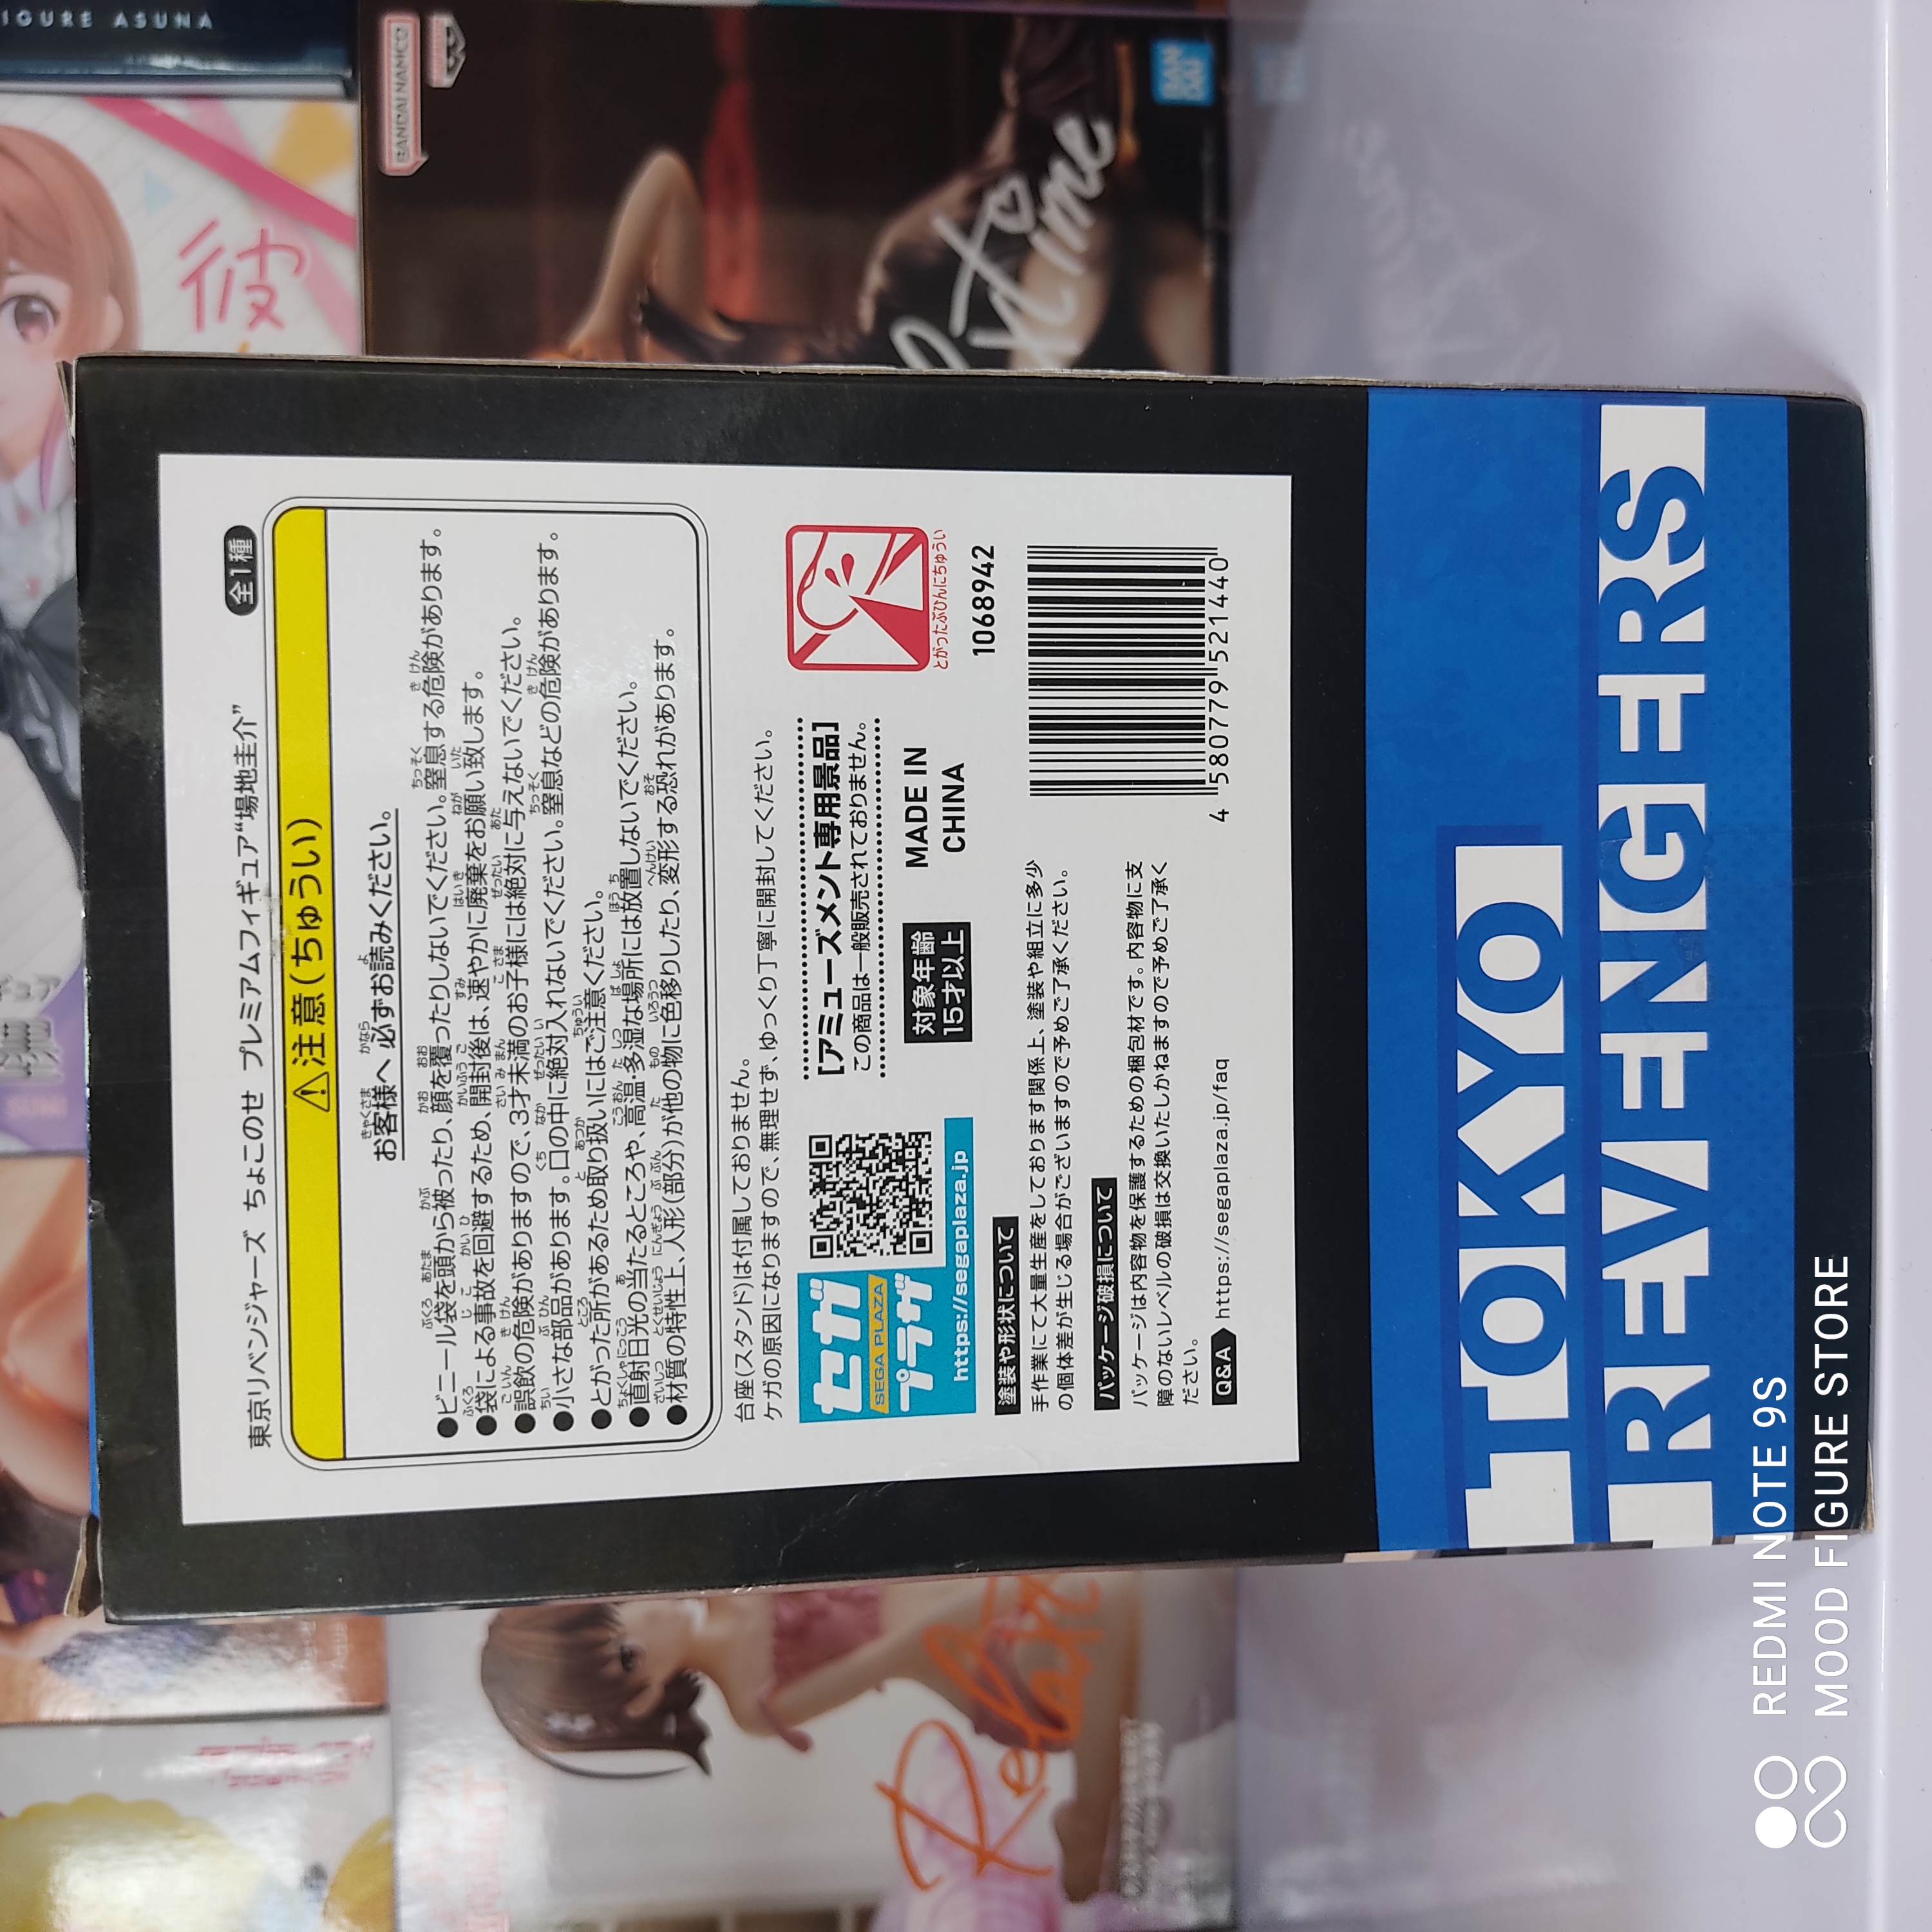 東京リベンジャーズ ちょこのせ プレミアムフィギュア“場地圭介”
全1種
⚠注意(ちゅうい)
お客様へ 必ずお読みください。
●ビニール袋を頭から被ったり、顔を覆ったりしないでください。窒息する危険があります。
●袋による事故を回避するため、開封後は、速やかに廃棄をお願い致します。
●誤飲の危険がありますので、3才未満のお子様には絶対に与えないでください。
●小さな部品があります。口の中に絶対入れないでください。窒息などの危険があります。
●とがった所があるため取り扱いにはご注意ください。
●直射日光の当たるところや、高温・多湿な場所には放置しないでください。
●材質の特性上、人形(部分)が他の物に色移りしたり、変形する恐れがあります。
台座(スタンド)は付属しておりません。
ケガの原因になりますので、無理せず、ゆっくり丁寧に開封してください。
セガ
SEGA PLAZA
プラザ
https://segaplaza.jp
[アミューズメント専用景品]
この商品は一般販売されておりません。
対象年齢
15才以上
MADE IN
CHINA
とがったぶひんにちゅうい
1068942
塗装や形状について
手作業にて大量生産をしております関係上、塗装や組立に多少
の個体差が生じる場合がございますので予めご了承ください。
パッケージ破損について
パッケージは内容物を保護するための梱包材です。内容物に支
障のないレベルの破損は交換いたしかねますので予めご了承く
ださい。
Q&A https://segaplaza.jp/faq
4 580779 521440
TOKYO
REVENGERS
REDMI NOTE 9S
MOOD FIGURE STORE
FIGURE ASUNA
彼
BANDAI NAMCO
BAN
DAI
time
Relax